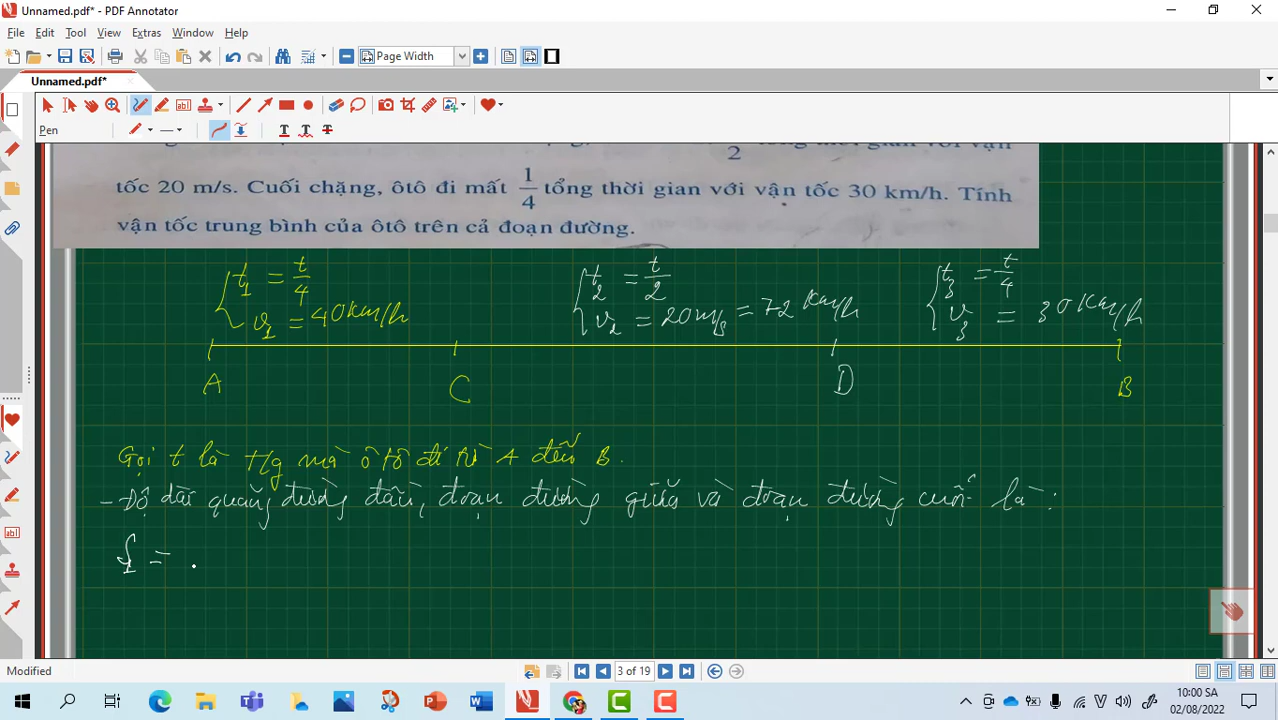 Unnamed.pdf* - PDF Annotator
File Edit Tool View Extras Window Help
Page Width
Unnamed.pdf*
Pen
2
tốc 20 m/s. Cuối chặng, ôtô đi mất 1/4 tổng thời gian với vận tốc 30 km/h. Tính
vận tốc trung bình của ôtô trên cả đoạn đường.
t1 = t/4 t2 = t/2 t3 = t/4
v1 = 40km/h v2 = 20m/s = 72 km/h v3 = 30km/h
A C D B
Gọi t là t/g mà ô tô đi từ A đến B.
- Độ dài quãng đường đầu, đoạn đường giữa và đoạn đường cuối là:
S1 =
Modified
3 of 19
10:00 SA
02/08/2022